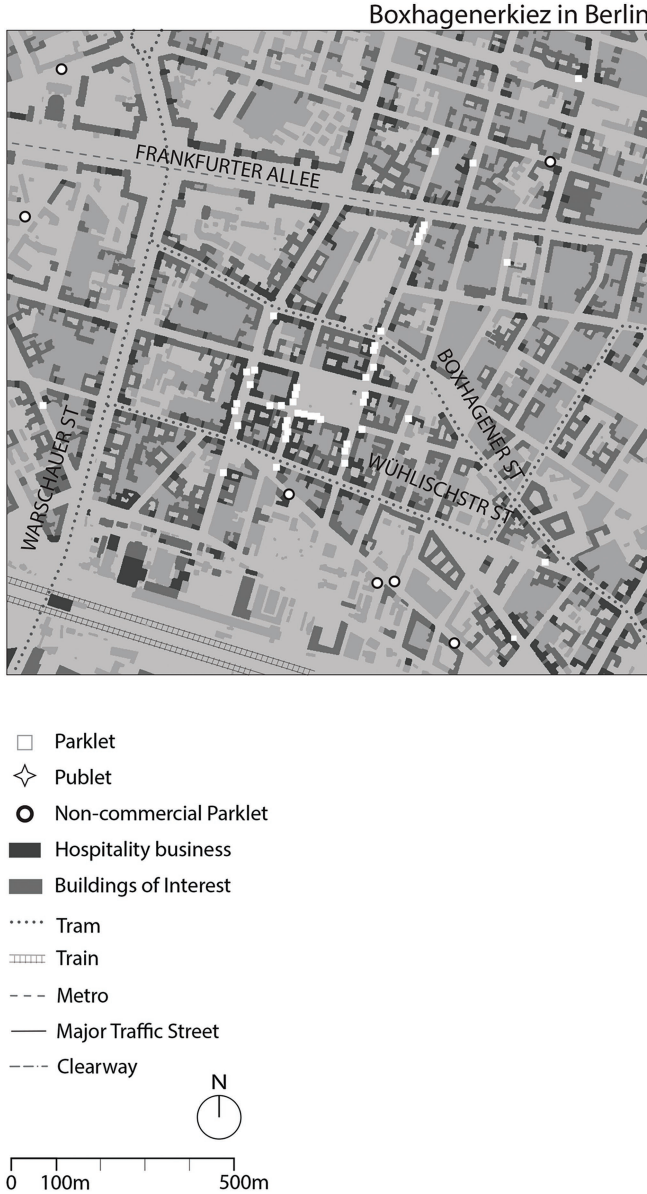 Boxhagenerkiez in Berlin
FRANKFURTER ALLEE
BOXHAGENER ST
WÜHLISCHSTR ST
WARSCHAUER ST
Parklet
Publet
Non-commercial Parklet
Hospitality business
Buildings of Interest
Tram
Train
Metro
Major Traffic Street
Clearway
N
0 100m 500m